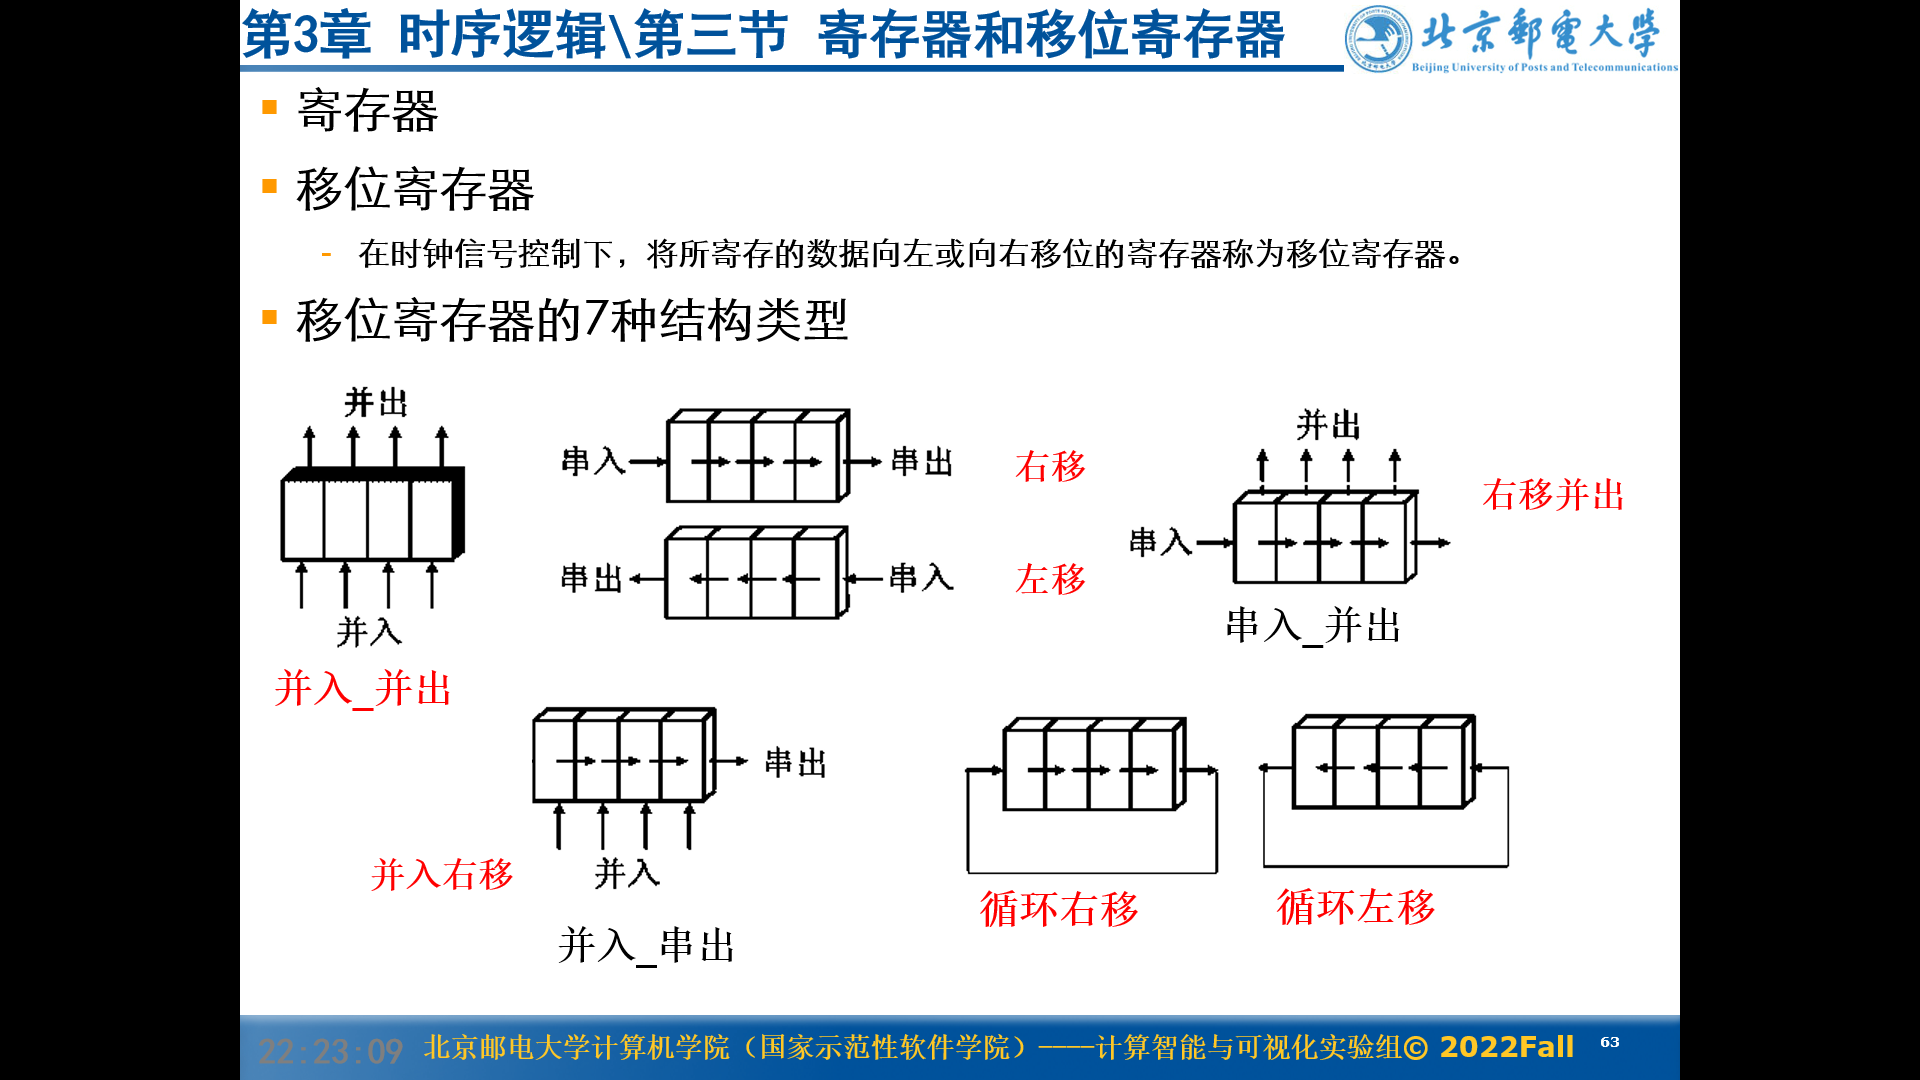 第3章 时序逻辑\第三节 寄存器和移位寄存器
北京邮电大学
Beijing University of Posts and Telecommunications
寄存器
移位寄存器
- 在时钟信号控制下，将所寄存的数据向左或向右移位的寄存器称为移位寄存器。
移位寄存器的7种结构类型
并出
并入
并入_并出
串入
串出
右移
串出
串入
左移
并出
串入
右移并出
串入_并出
串出
并入右移
并入
并入_串出
循环右移
循环左移
22:23:09
北京邮电大学计算机学院（国家示范性软件学院）——计算智能与可视化实验组© 2022Fall
63